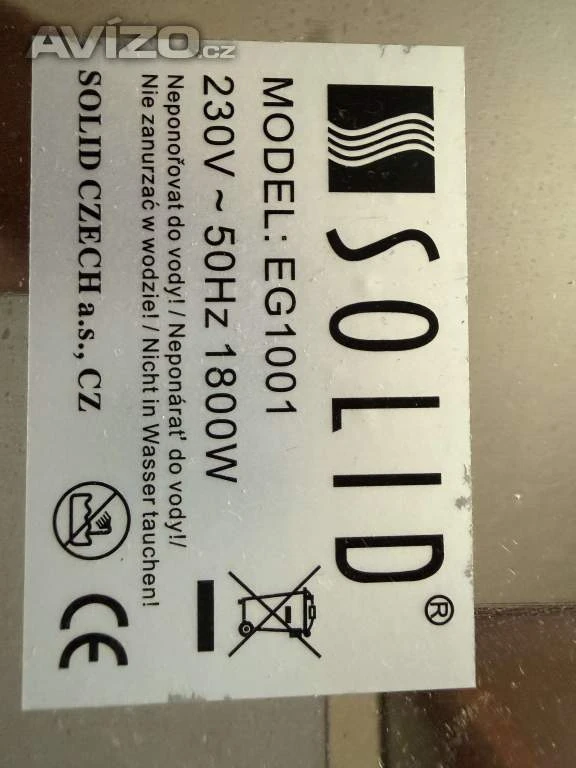 AVÍZO.cz
SOLID®
MODEL: EG1001
230V ~ 50Hz 1800W
Neponořovat do vody! / Neponárať do vody!/
Nie zanurzać w wodzie! / Nicht in Wasser tauchen!
SOLID CZECH a.s., CZ
CE